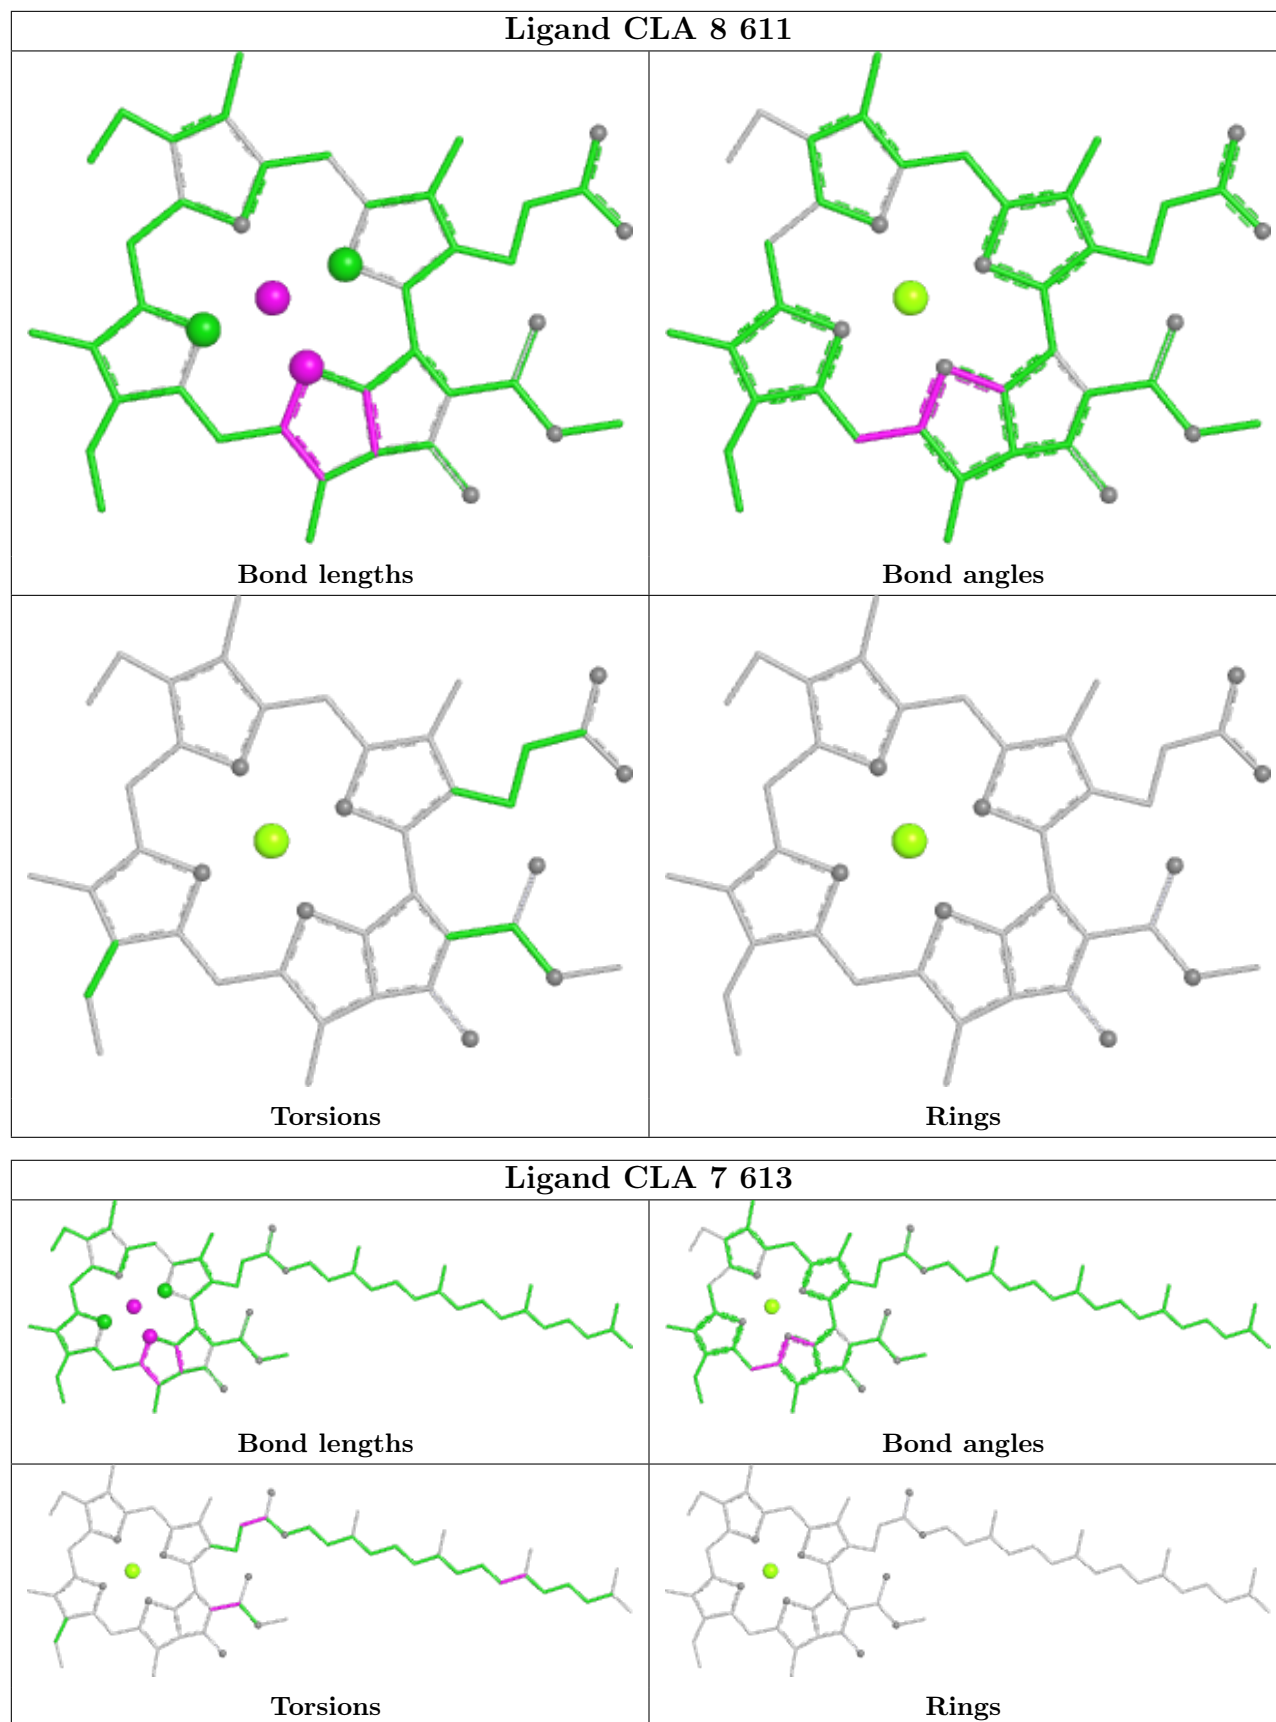 Ligand CLA 8 611
Bond lengths
Bond angles
Torsions
Rings
Ligand CLA 7 613
Bond lengths
Bond angles
Torsions
Rings